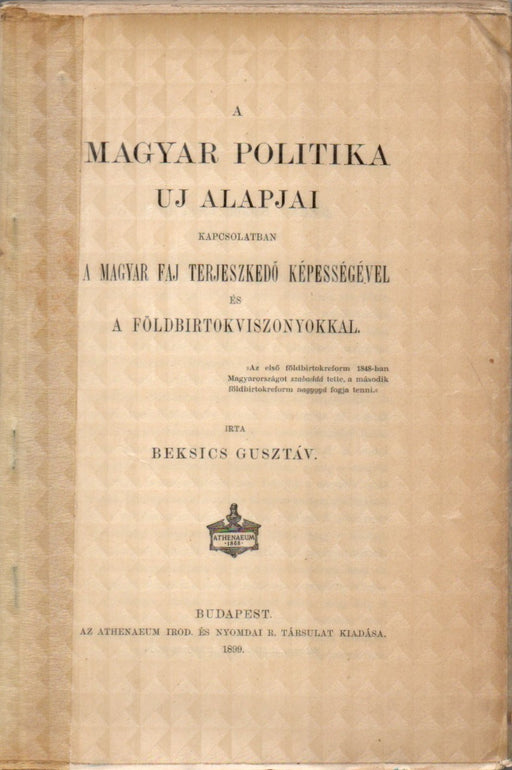 A
MAGYAR POLITIKA
UJ ALAPJAI
KAPCSOLATBAN
A MAGYAR FAJ TERJESZKEDŐ KÉPESSÉGÉVEL
ÉS
A FÖLDBIRTOKVISZONYOKKAL.
»Az első földbirtokreform 1848-ban
Magyarországot szabaddá tette, a második
földbirtokreform naggyá fogja tenni.«
IRTA
BEKSICS GUSZTÁV.
ATHENAEUM
·1868·
BUDAPEST.
AZ ATHENAEUM IROD. ÉS NYOMDAI R. TÁRSULAT KIADÁSA.
1899.